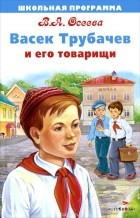 ШКОЛЬНАЯ ПРОГРАММА
В.А. Осеева
Васек Трубачев
и его товарищи